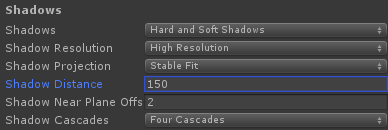 Shadows
Shadows Hard and Soft Shadows
Shadow Resolution High Resolution
Shadow Projection Stable Fit
Shadow Distance 150
Shadow Near Plane Offs 2
Shadow Cascades Four Cascades